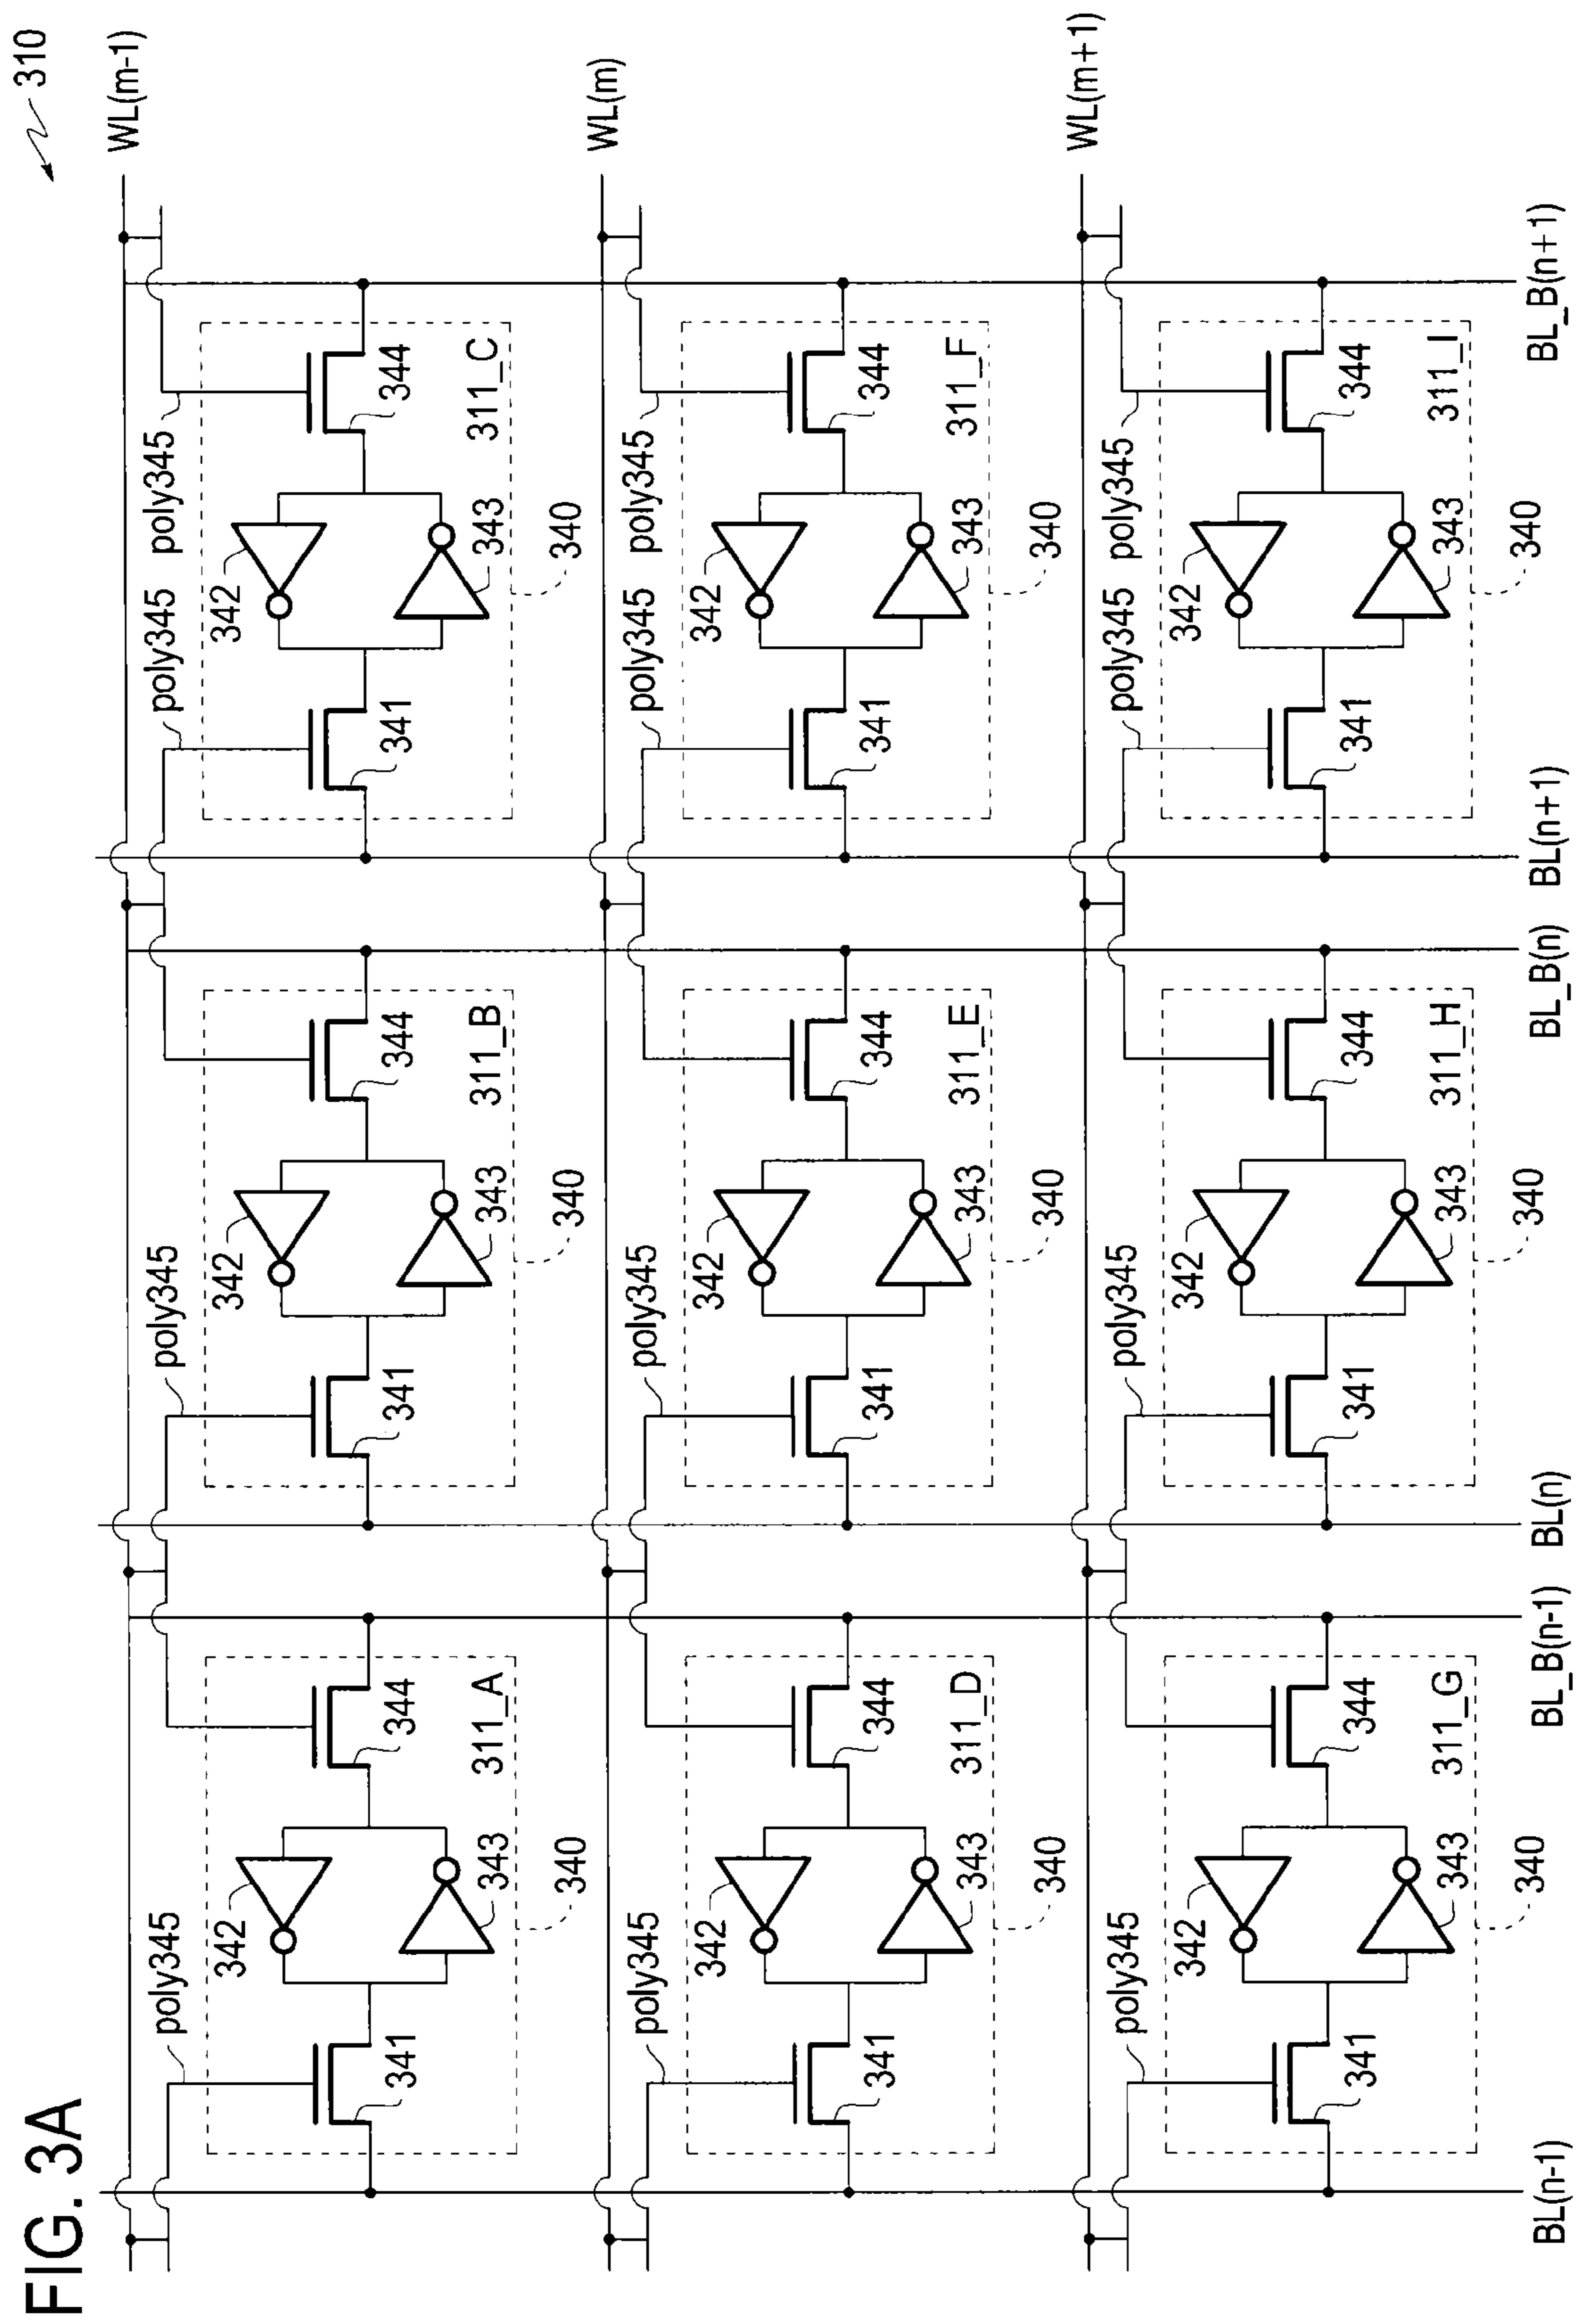 FIG. 3A
310
WL(m-1)
poly345 poly345 poly345 poly345
342 342 342
341 344 341 344 341 344
343 311_A 343 311_B 343 311_C
340 340 340
WL(m)
poly345 poly345 poly345 poly345
342 342 342
341 344 341 344 341 344
343 311_D 343 311_E 343 311_F
340 340 340
WL(m+1)
poly345 poly345 poly345 poly345
342 342 342
341 344 341 344 341 344
343 311_G 343 311_H 343 311_I
340 340 340
BL(n-1) BL_B(n-1) BL(n) BL_B(n) BL(n+1) BL_B(n+1)